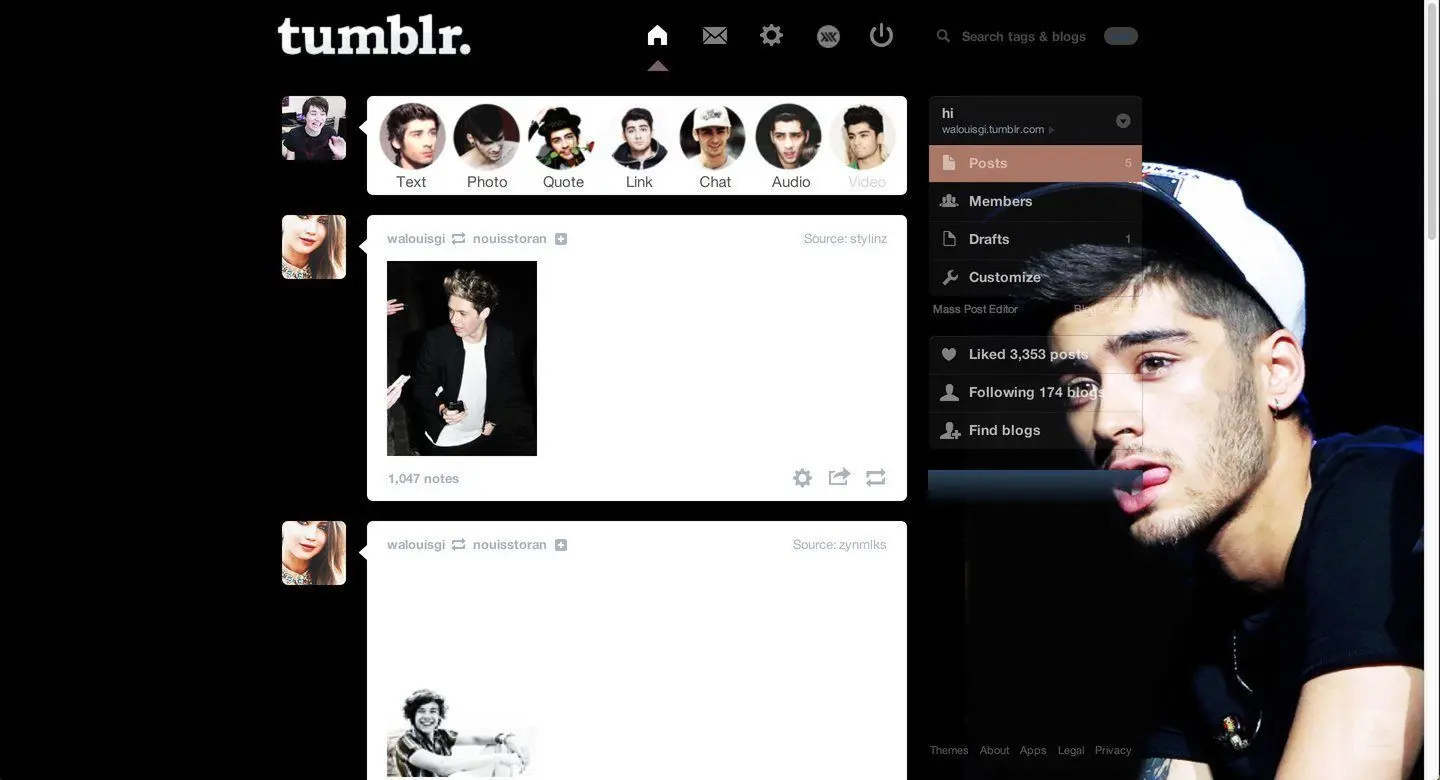 tumblr.
Search tags & blogs
Text Photo Quote Link Chat Audio Video
hi
walouisgi.tumblr.com
Posts 5
Members
Drafts 1
Customize
Mass Post Editor
Liked 3,353 posts
Following 174 blogs
Find blogs
walouisgi nouisstoran Source: stylinz
1,047 notes
walouisgi nouisstoran Source: zynmlks
Themes About Apps Legal Privacy